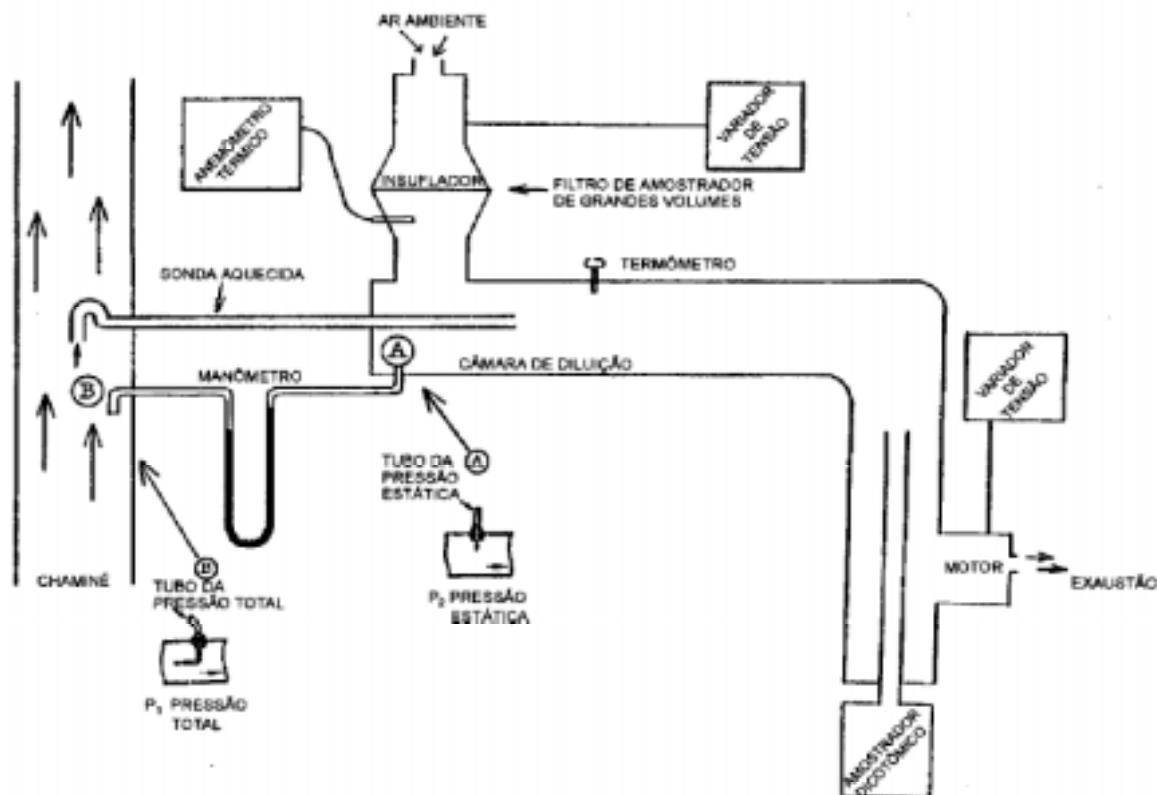 AR AMBIENTE
ANEMÔMETRO
TÉRMICO
VARIADOR
DE
TENSÃO
INSUFLADOR
FILTRO DE AMOSTRADOR
DE GRANDES VOLUMES
SONDA AQUECIDA
TERMÔMETRO
A
B
MANÔMETRO
CÂMARA DE DILUIÇÃO
VARIADOR
DE
TENSÃO
TUBO DA
PRESSÃO
ESTÁTICA
A
CHAMINÉ
B
TUBO DA
PRESSÃO TOTAL
P₂ PRESSÃO
ESTÁTICA
MOTOR
EXAUSTÃO
P₁ PRESSÃO
TOTAL
AMOSTRADOR
DICOTÔMICO